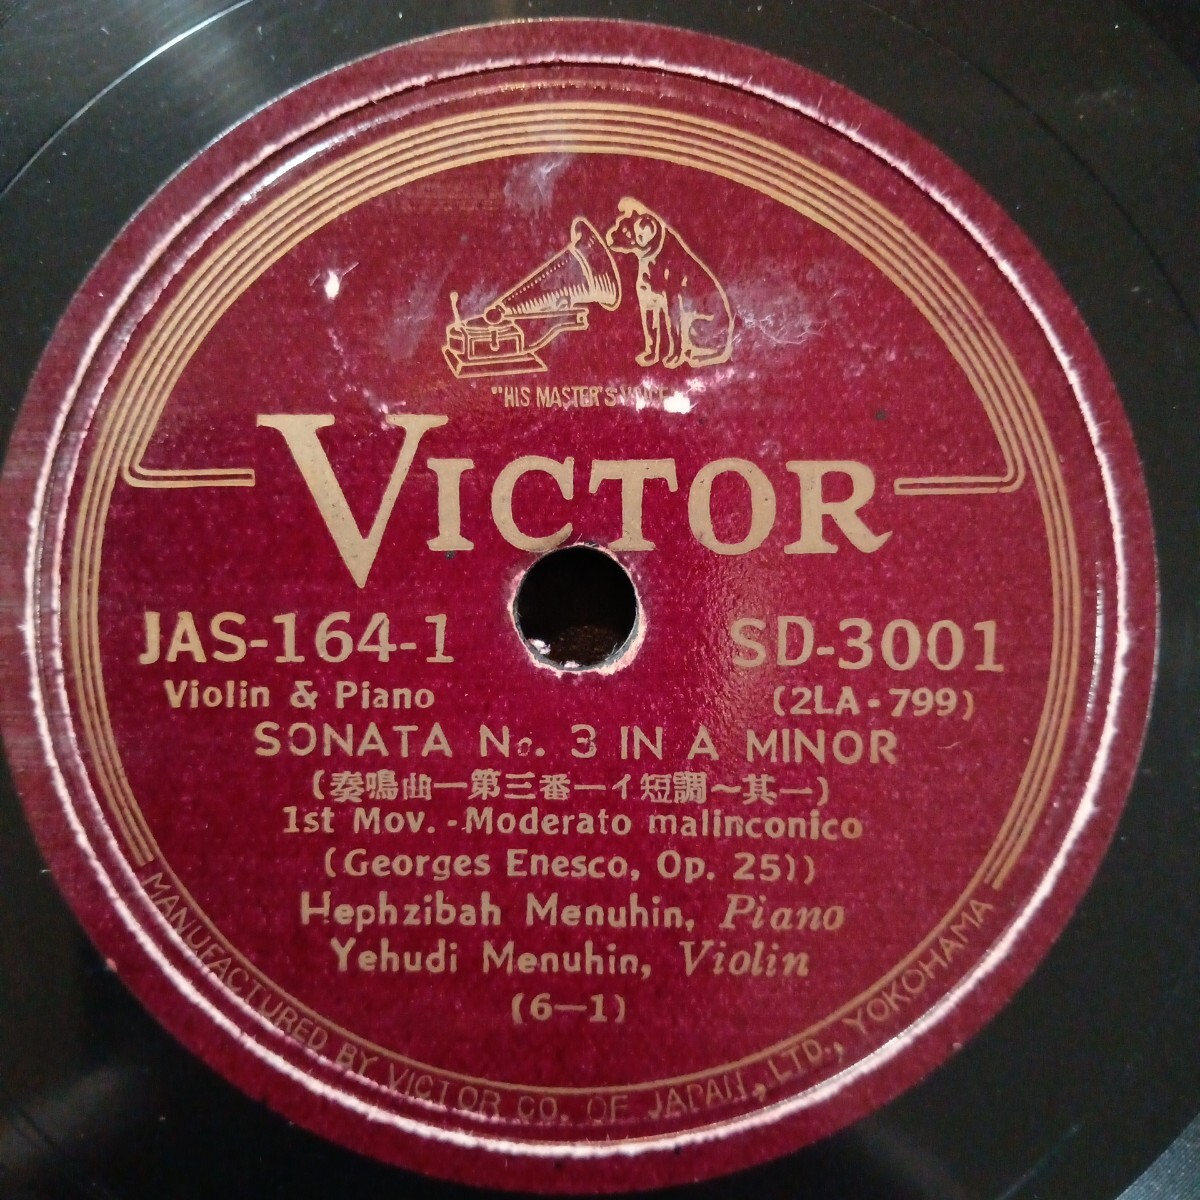 "HIS MASTER'S VOICE"
VICTOR
JAS-164-1 SD-3001
Violin & Piano (2LA-799)
SONATA No. 3 IN A MINOR
(奏鳴曲—第三番—イ短調〜其一)
1st Mov. -Moderato malinconico
(Georges Enesco, Op. 25))
Hephzibah Menuhin, Piano
Yehudi Menuhin, Violin
(6—1)
MANUFACTURED BY VICTOR CO. OF JAPAN, LTD., YOKOHAMA